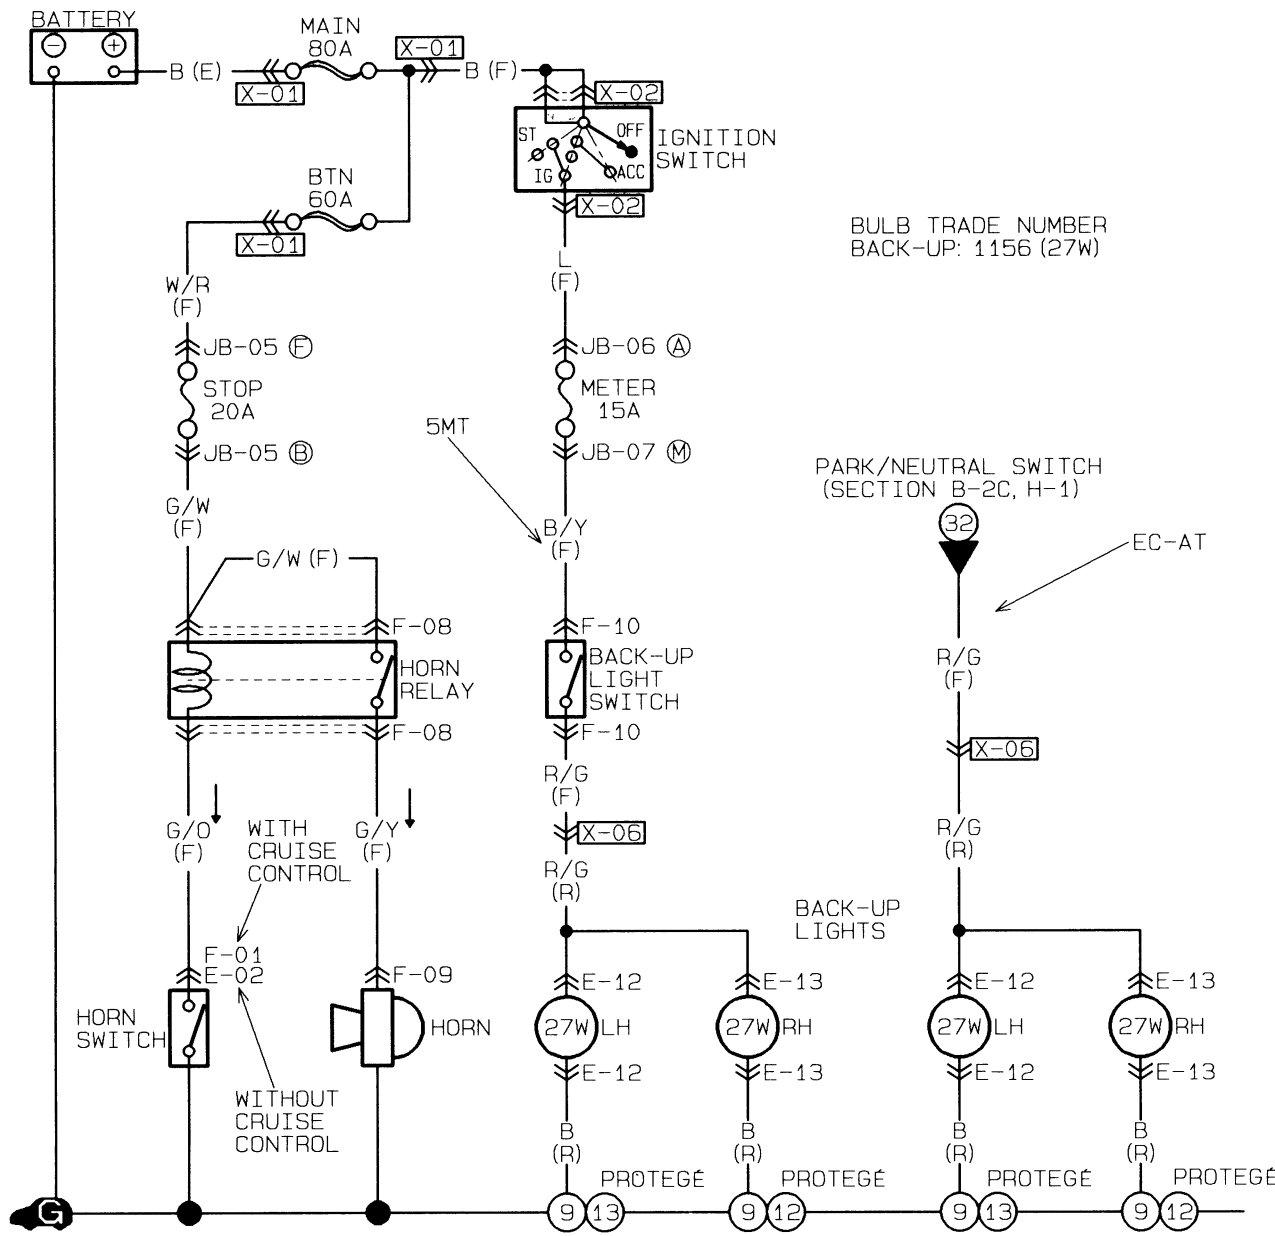 BATTERY
− +
MAIN
80A
X-01
B (E)
X-01
B (F)
X-02
ST
OFF
IG
ACC
IGNITION
SWITCH
X-02
BTN
60A
X-01
BULB TRADE NUMBER
BACK-UP: 1156 (27W)
W/R
(F)
L
(F)
JB-05 F
JB-06 A
STOP
20A
METER
15A
JB-05 B
JB-07 M
5MT
PARK/NEUTRAL SWITCH
(SECTION B-2C, H-1)
32
EC-AT
G/W
(F)
B/Y
(F)
G/W (F)
F-08
F-10
HORN
RELAY
BACK-UP
LIGHT
SWITCH
R/G
(F)
F-08
F-10
X-06
R/G
(F)
G/O
(F)
WITH
CRUISE
CONTROL
G/Y
(F)
X-06
R/G
(R)
R/G
(R)
BACK-UP
LIGHTS
F-01
E-02
F-09
E-12
E-13
E-12
E-13
HORN
SWITCH
HORN
27W LH
27W RH
27W LH
27W RH
E-12
E-13
E-12
E-13
WITHOUT
CRUISE
CONTROL
B
(R)
B
(R)
B
(R)
B
(R)
PROTEGÉ
PROTEGÉ
PROTEGÉ
PROTEGÉ
G
9 13
9 12
9 13
9 12